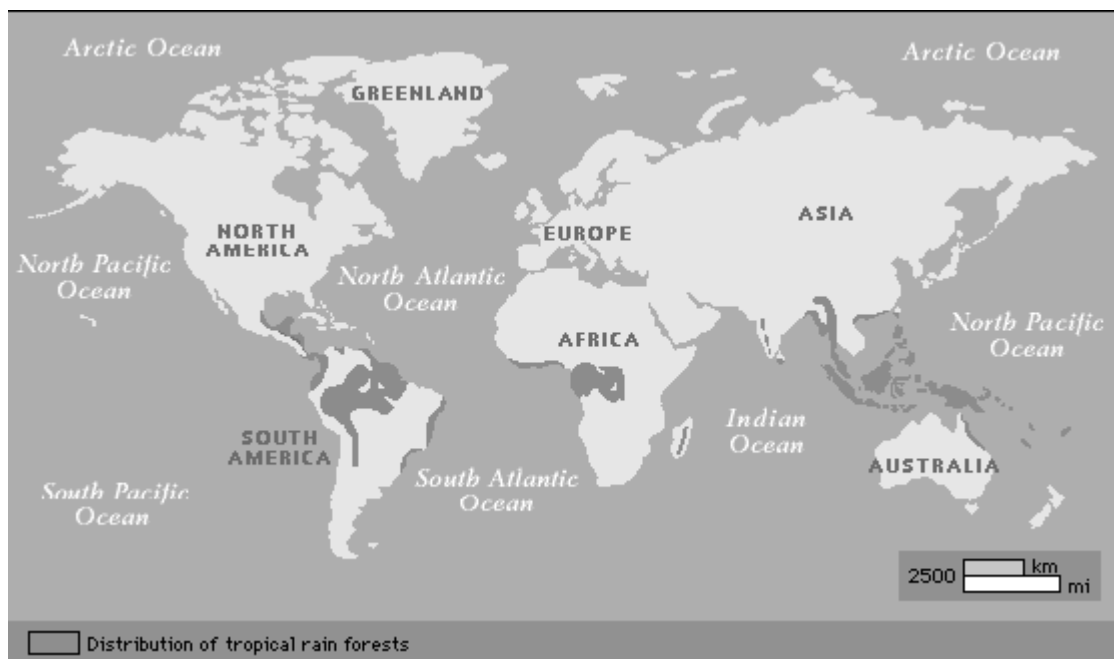 Arctic Ocean
Arctic Ocean
GREENLAND
NORTH
AMERICA
EUROPE
ASIA
North Pacific
Ocean
North Atlantic
Ocean
AFRICA
North Pacific
Ocean
Indian
Ocean
SOUTH
AMERICA
AUSTRALIA
South Pacific
Ocean
South Atlantic
Ocean
2500 km
mi
Distribution of tropical rain forests